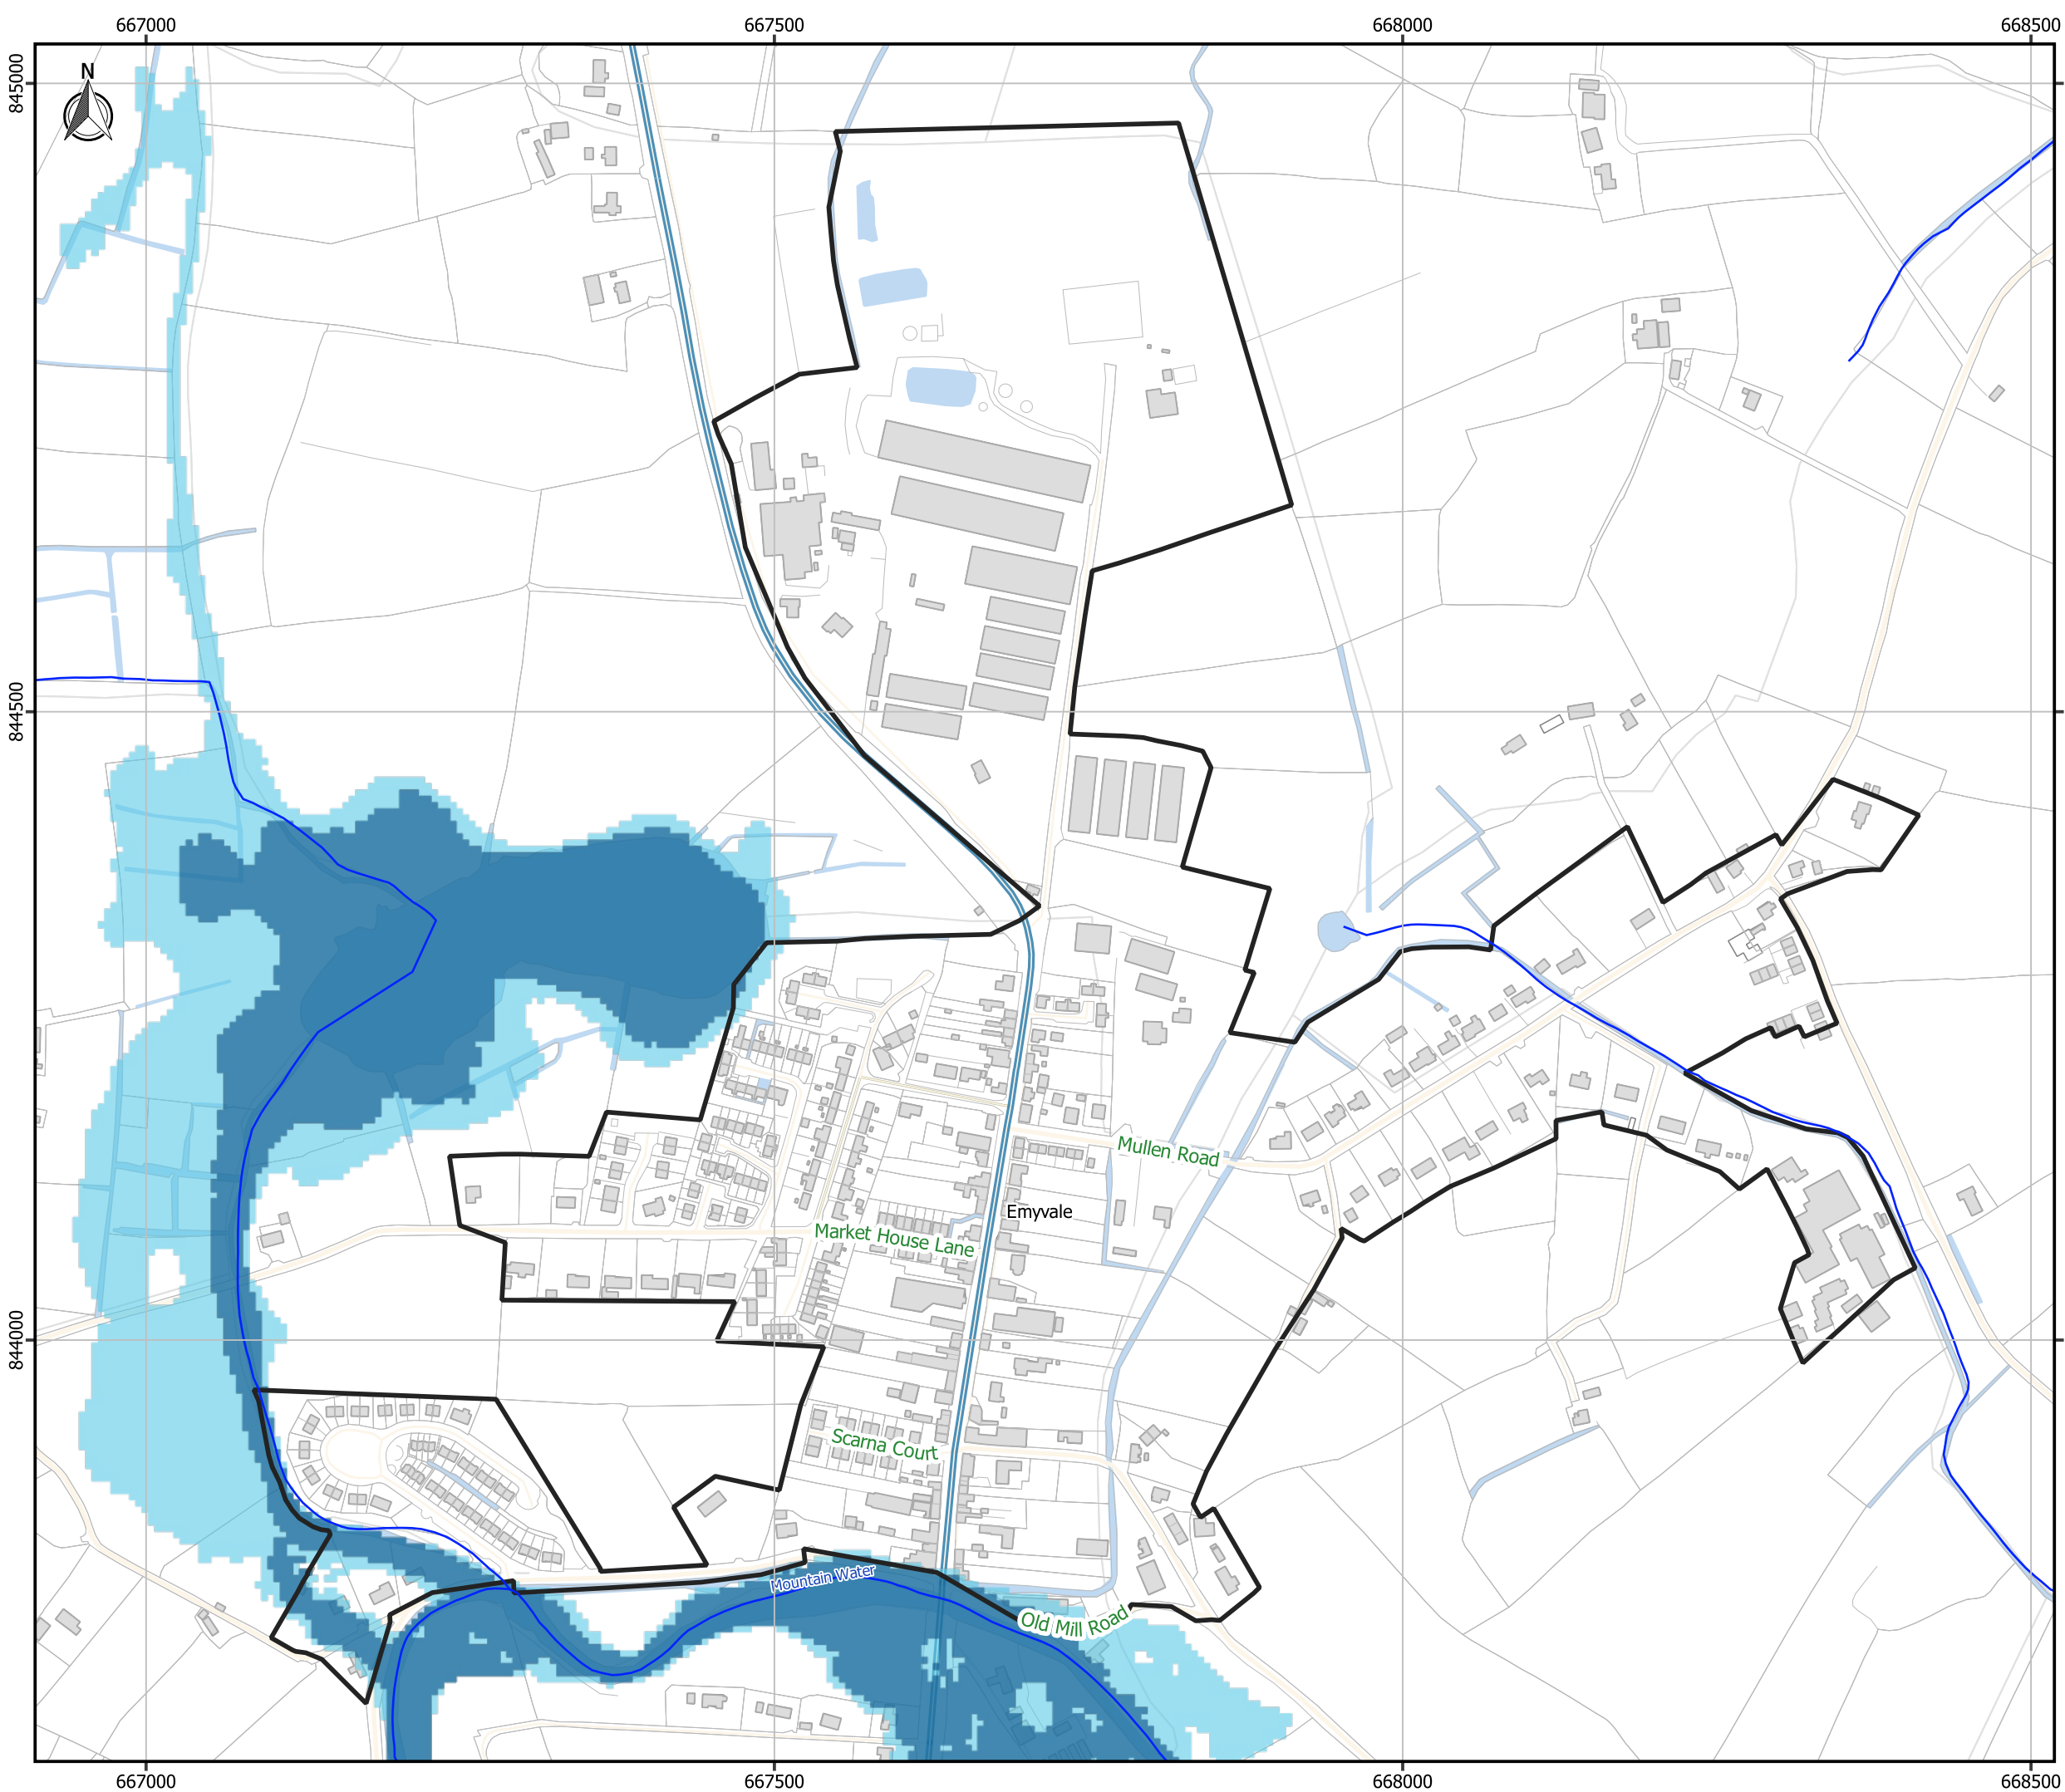 667000 667500 668000 668500
845000
N
844500
Mullen Road
Emyvale
Market House Lane
844000
Scarna Court
Mountain Water
Old Mill Road
667000 667500 668000 668500